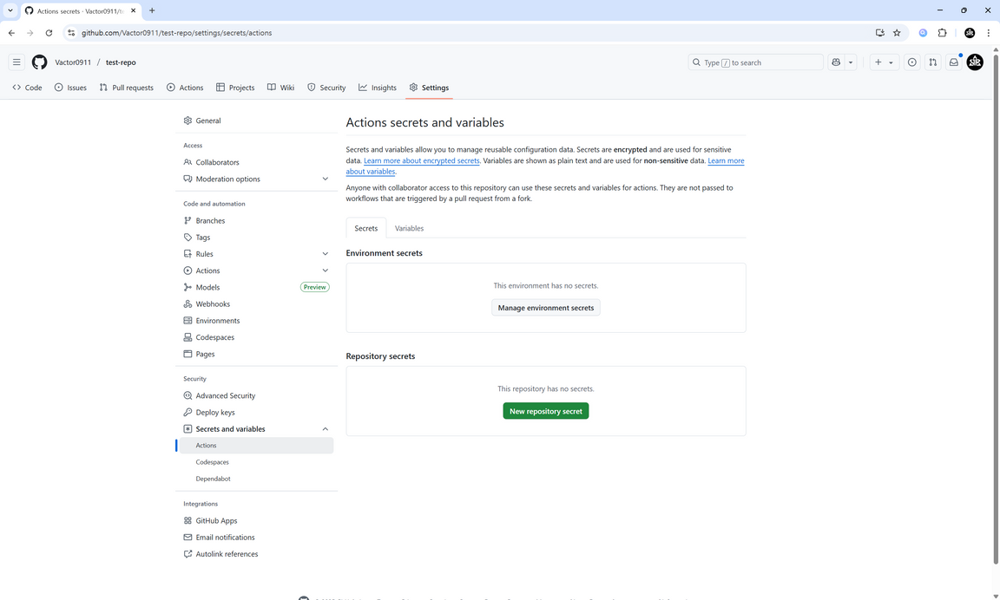 Actions secrets · Vactor0911/t
github.com/Vactor0911/test-repo/settings/secrets/actions
Vactor0911 / test-repo
Type / to search
Code Issues Pull requests Actions Projects Wiki Security Insights Settings
General
Access
Collaborators
Moderation options
Code and automation
Branches
Tags
Rules
Actions
Models Preview
Webhooks
Environments
Codespaces
Pages
Security
Advanced Security
Deploy keys
Secrets and variables
Actions
Codespaces
Dependabot
Integrations
GitHub Apps
Email notifications
Autolink references
Actions secrets and variables
Secrets and variables allow you to manage reusable configuration data. Secrets are encrypted and are used for sensitive
data. Learn more about encrypted secrets. Variables are shown as plain text and are used for non-sensitive data. Learn more
about variables.
Anyone with collaborator access to this repository can use these secrets and variables for actions. They are not passed to
workflows that are triggered by a pull request from a fork.
Secrets Variables
Environment secrets
This environment has no secrets.
Manage environment secrets
Repository secrets
This repository has no secrets.
New repository secret